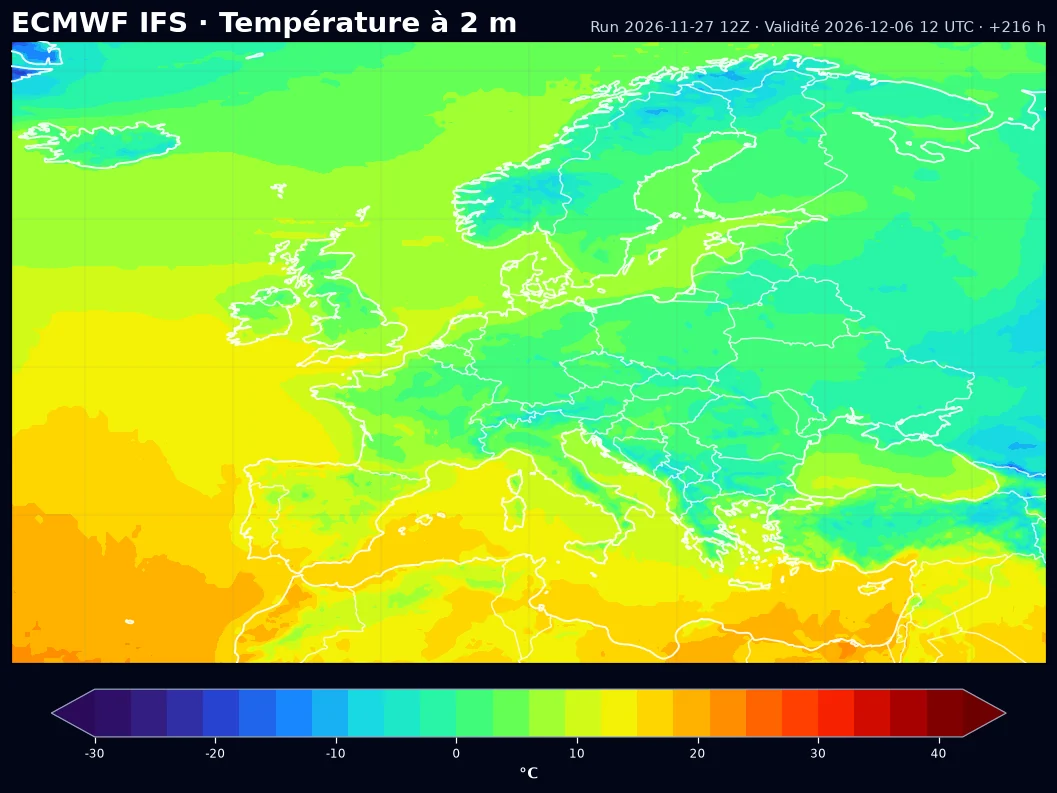 ECMWF IFS · Température à 2 m
Run 2026-11-27 12Z · Validité 2026-12-06 12 UTC · +216 h
-30 -20 -10 0 10 20 30 40
°C